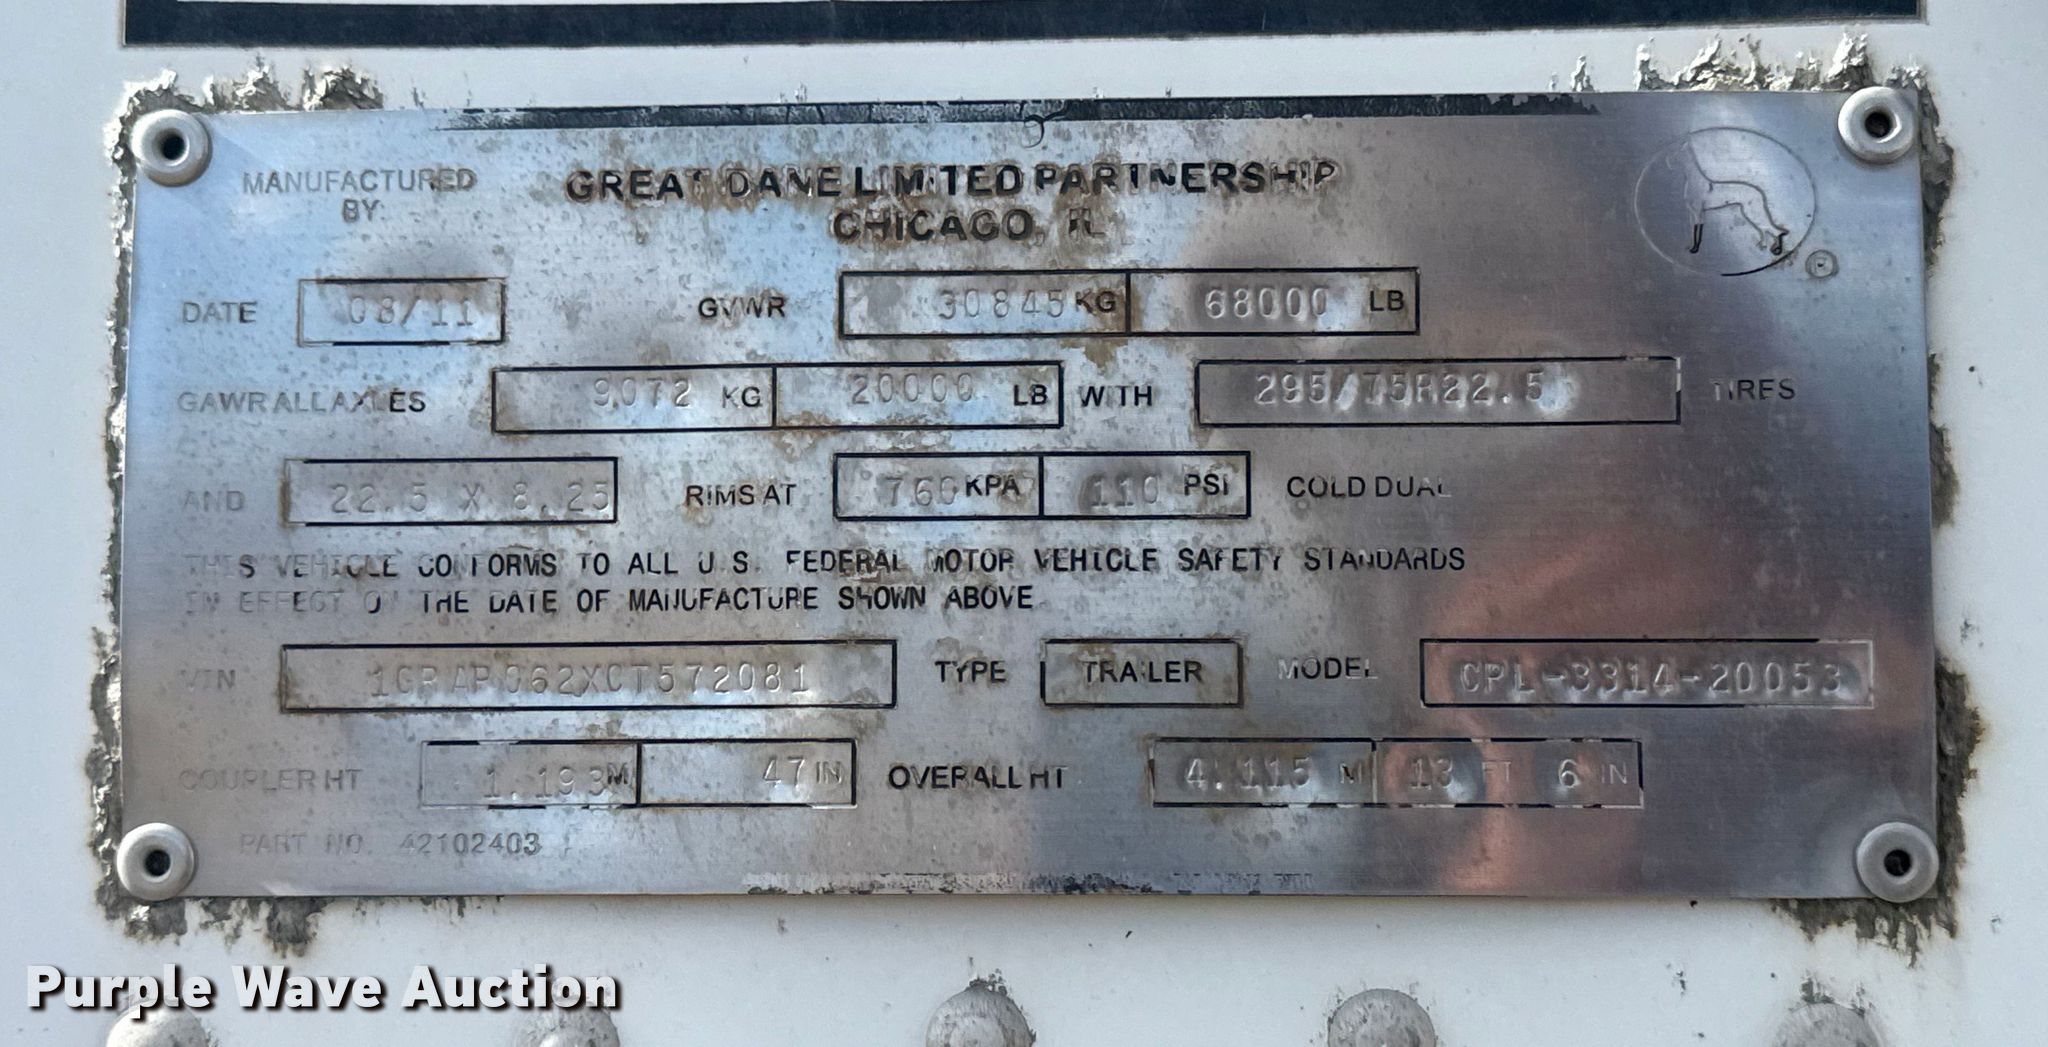 MANUFACTURED BY GREAT DANE LIMITED PARTNERSHIP
CHICAGO, IL
®
DATE 08/11 GVWR 30845 KG 68000 LB
GAWR ALL AXLES 9072 KG 20000 LB WITH 295/75R22.5 TIRES
AND 22.5 X 8.25 RIMS AT 760 KPA 110 PSI COLD DUAL
THIS VEHICLE CONFORMS TO ALL U.S. FEDERAL MOTOR VEHICLE SAFETY STANDARDS
IN EFFECT ON THE DATE OF MANUFACTURE SHOWN ABOVE
VIN 1GRAP062XCT572081 TYPE TRAILER MODEL CPL-3314-20053
COUPLER HT 1.193 M 47 IN OVERALL HT 4.115 M 13 FT 6 IN
PART NO. 42102403
Purple Wave Auction